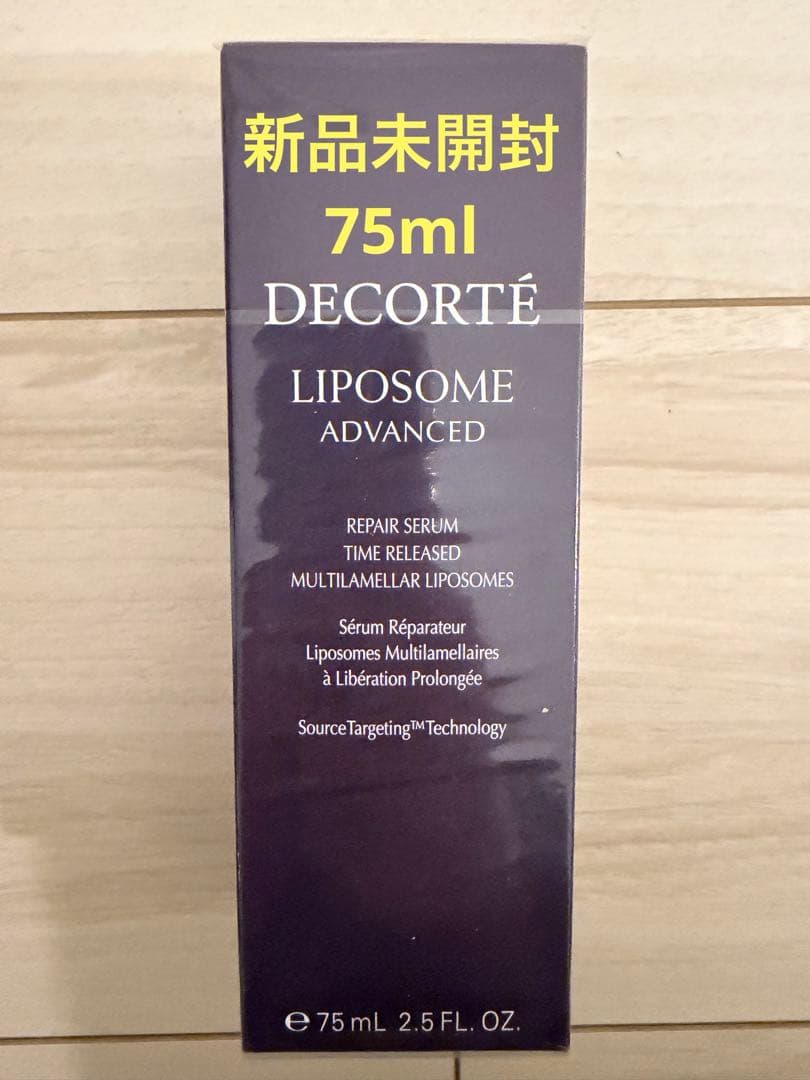 新品未開封
75ml
DECORTÉ
LIPOSOME
ADVANCED
REPAIR SERUM
TIME RELEASED
MULTILAMELLAR LIPOSOMES
Sérum Réparateur
Liposomes Multilamellaires
à Libération Prolongée
SourceTargeting™Technology
℮ 75 mL 2.5 FL. OZ.